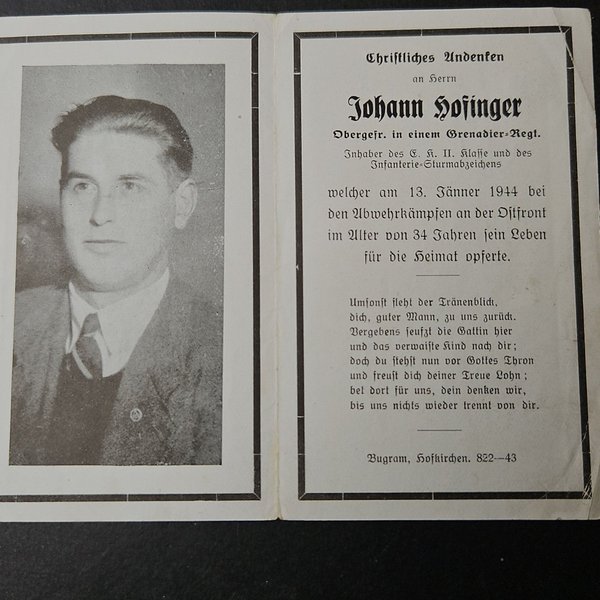 Christliches Andenken
an Herrn
Johann Hofinger
Obergefr. in einem Grenadier-Regt.
Inhaber des E. K. II. Klasse und des
Infanterie-Sturmabzeichens
welcher am 13. Jänner 1944 bei
den Abwehrkämpfen an der Ostfront
im Alter von 34 Jahren sein Leben
für die Heimat opferte.
Umsonst fleht der Tränenblick,
dich, guter Mann, zu uns zurück.
Vergebens seufzt die Gattin hier
und das verwaiste Kind nach dir;
doch du stehst nun vor Gottes Thron
und freust dich deiner Treue Lohn;
bet dort für uns, dein denken wir,
bis uns nichts wieder trennt von dir.
Bugram, Hofkirchen. 822—43